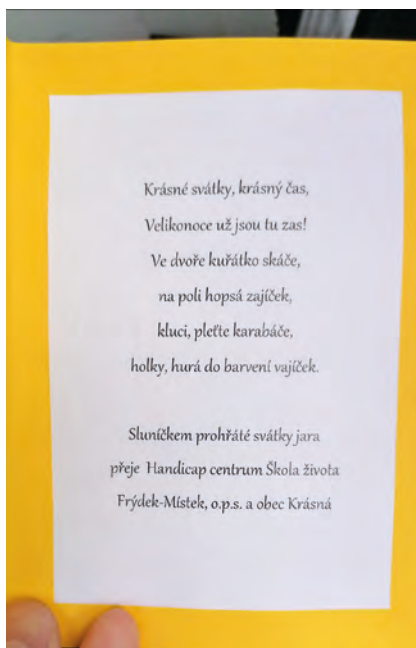 Krásné svátky, krásný čas,
Velikonoce už jsou tu zas!
Ve dvoře kuřátko skáče,
na poli hopsá zajíček,
kluci, pleťte karabáče,
holky, hurá do barvení vajíček.
Sluníčkem prohřáté svátky jara
přeje Handicap centrum Škola života
Frýdek-Místek, o.p.s. a obec Krásná